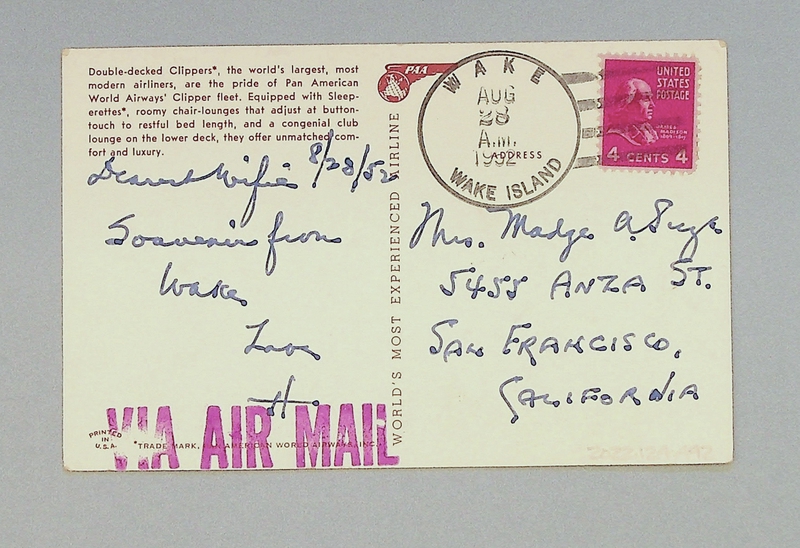 Double-decked Clippers*, the world's largest, most
modern airliners, are the pride of Pan American
World Airways' Clipper fleet. Equipped with Sleep-
erettes*, roomy chair-lounges that adjust at button-
touch to restful bed length, and a congenial club
lounge on the lower deck, they offer unmatched com-
fort and luxury.
8/28/52
Dearest Wifie
Souvenir from
Wake
Love
H.
VIA AIR MAIL
PRINTED
IN
U.S.A.
*TRADE MARK, PAN AMERICAN WORLD AIRWAYS, INC.
WORLD'S MOST EXPERIENCED AIRLINE
PAA
WAKE
AUG
28
A.M.
1952
WAKE ISLAND
ADDRESS
UNITED
STATES
POSTAGE
JAMES
MADISON
4 CENTS 4
Mrs. Madge A.
5455 ANZA ST.
SAN FRANCISCO,
CALIFORNIA